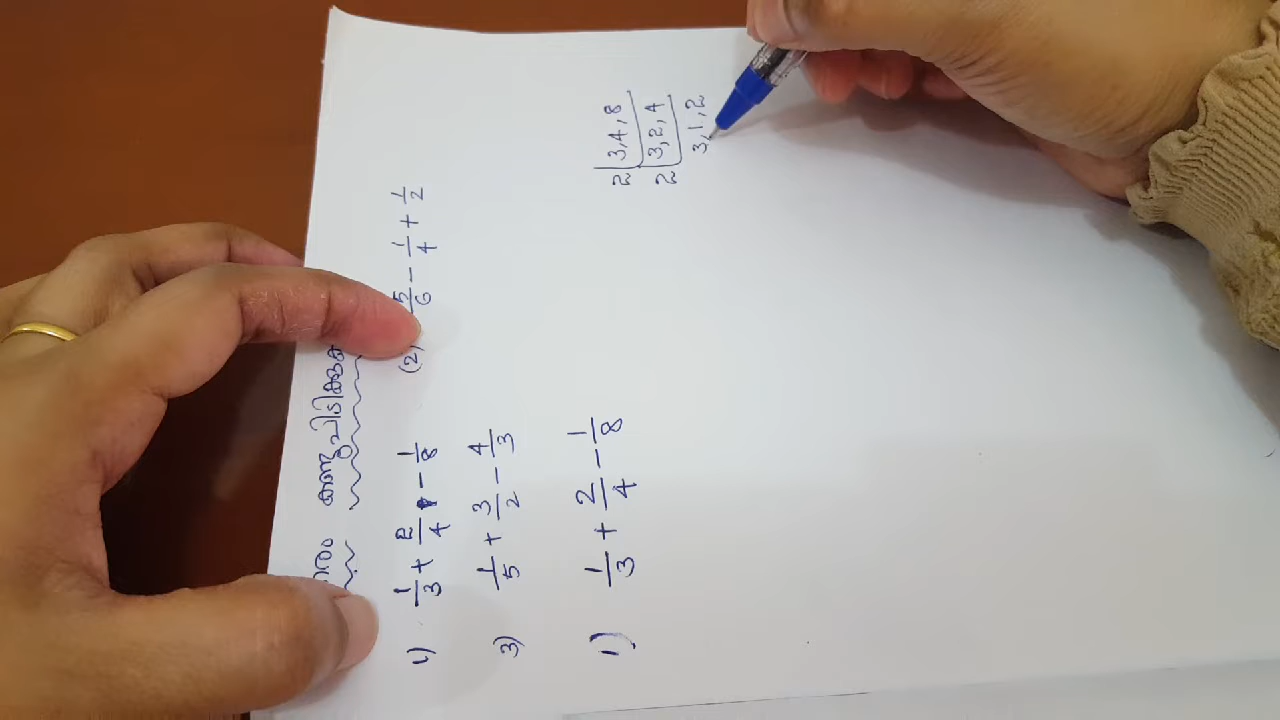 കണ്ടുപിടിക്കുക
1) 1/3 + 2/4 - 1/8 (2) 5/6 - 1/4 + 1/2
3) 1/5 + 3/2 - 4/3
1) 1/3 + 2/4 - 1/8
2 | 3, 4, 8
2 | 3, 2, 4
3, 1, 2